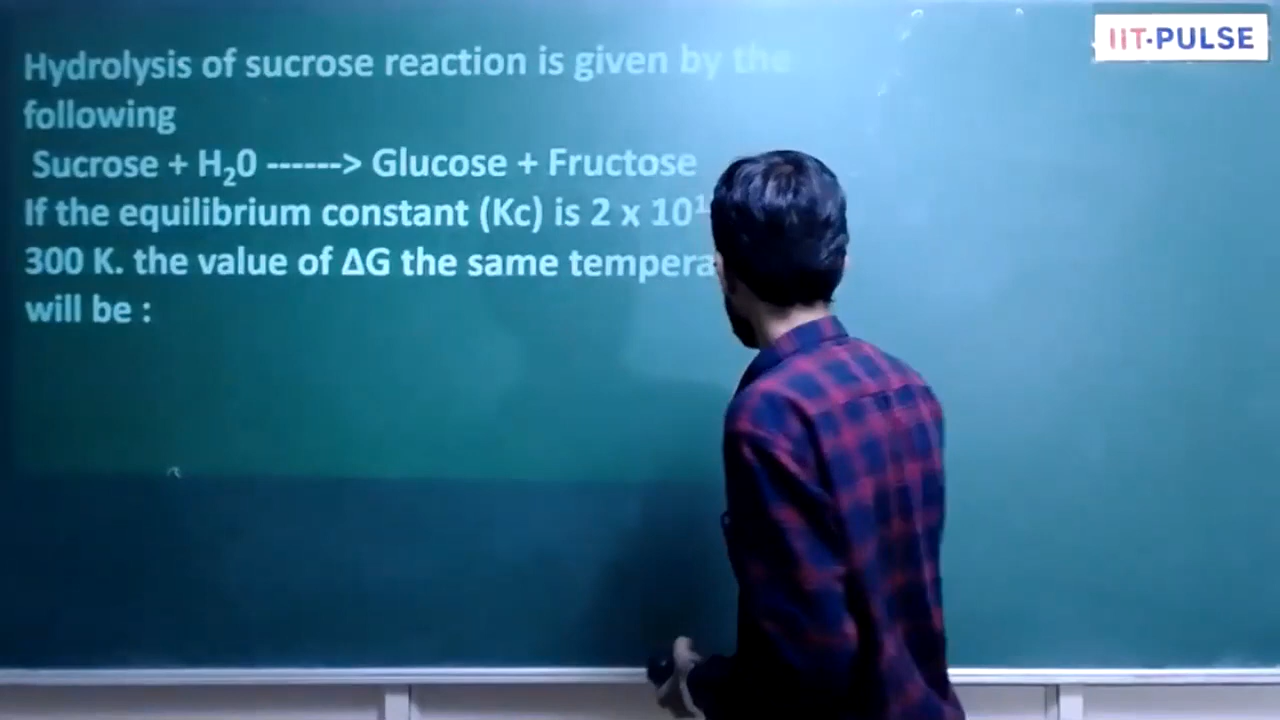 IIT-PULSE
Hydrolysis of sucrose reaction is given by the
following
Sucrose + H₂0 ------> Glucose + Fructose
If the equilibrium constant (Kc) is 2 x 10¹
300 K. the value of ΔG the same tempera
will be :